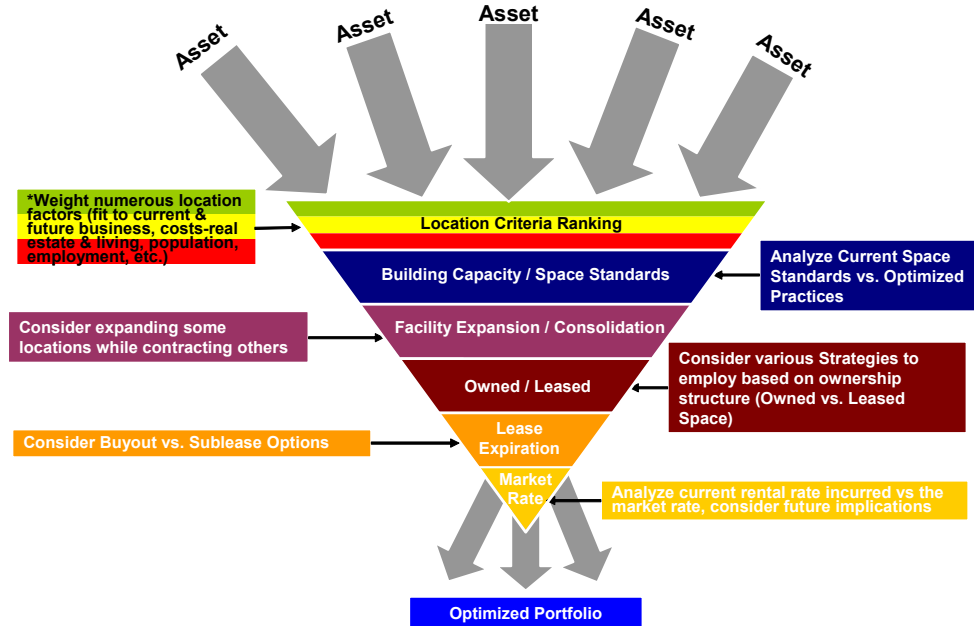 Asset
Asset
Asset
Asset
Asset
*Weight numerous location
factors (fit to current &
future business, costs-real
estate & living, population,
employment, etc.)
Location Criteria Ranking
Building Capacity / Space Standards
Analyze Current Space
Standards vs. Optimized
Practices
Consider expanding some
locations while contracting others
Facility Expansion / Consolidation
Owned / Leased
Consider various Strategies to
employ based on ownership
structure (Owned vs. Leased
Space)
Consider Buyout vs. Sublease Options
Lease
Expiration
Market
Rate
Analyze current rental rate incurred vs the
market rate, consider future implications
Optimized Portfolio